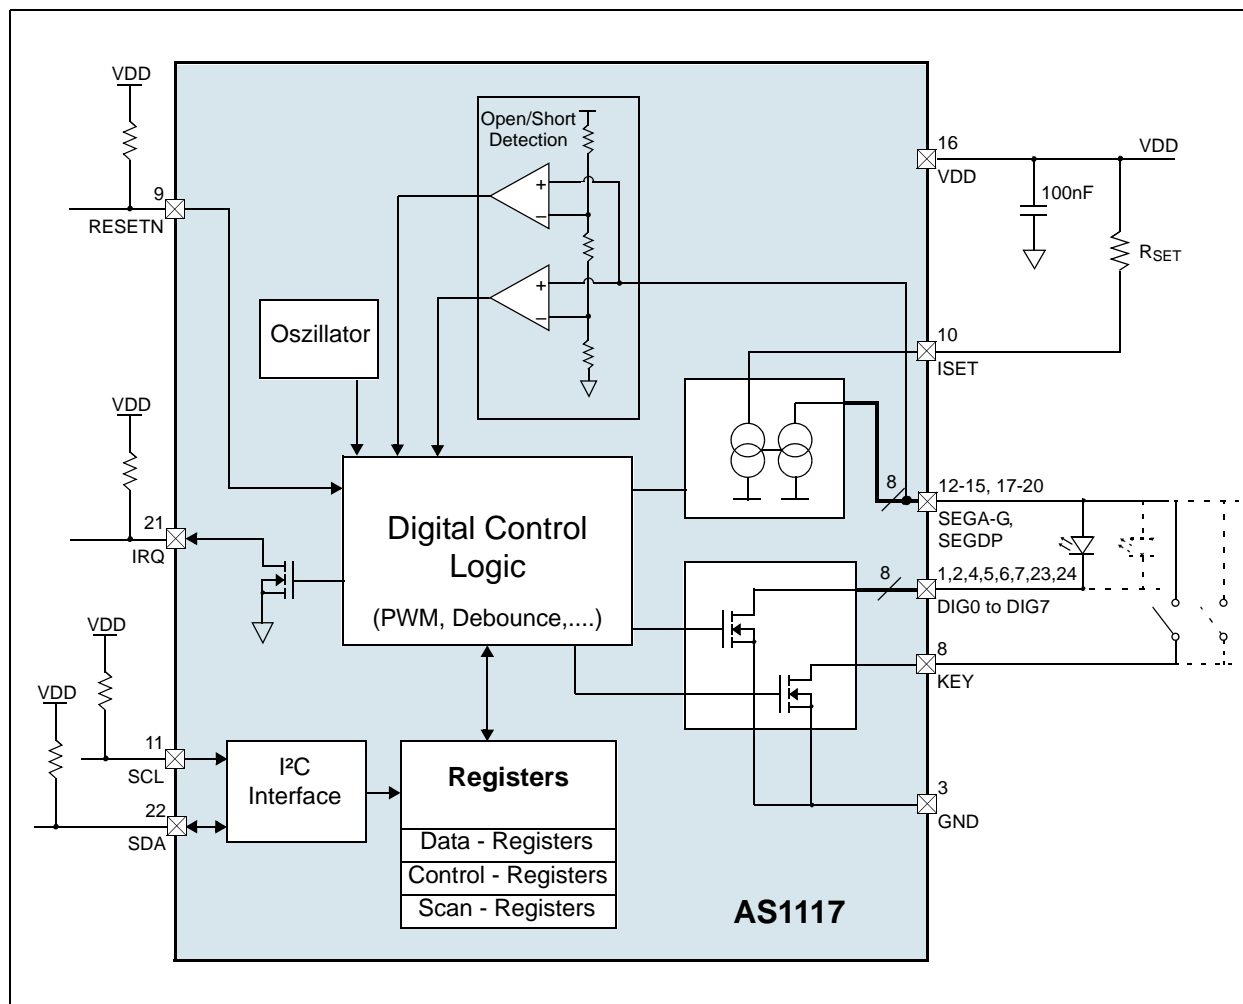 VDD
9
RESETN
Open/Short
Detection
+
–
+
–
Oszillator
16
VDD
VDD
100nF
RSET
10
ISET
VDD
21
IRQ
Digital Control
Logic
(PWM, Debounce,....)
8
12-15, 17-20
SEGA-G,
SEGDP
8
1,2,4,5,6,7,23,24
DIG0 to DIG7
8
KEY
VDD
VDD
11
SCL
22
SDA
I²C
Interface
Registers
Data - Registers
Control - Registers
Scan - Registers
3
GND
AS1117